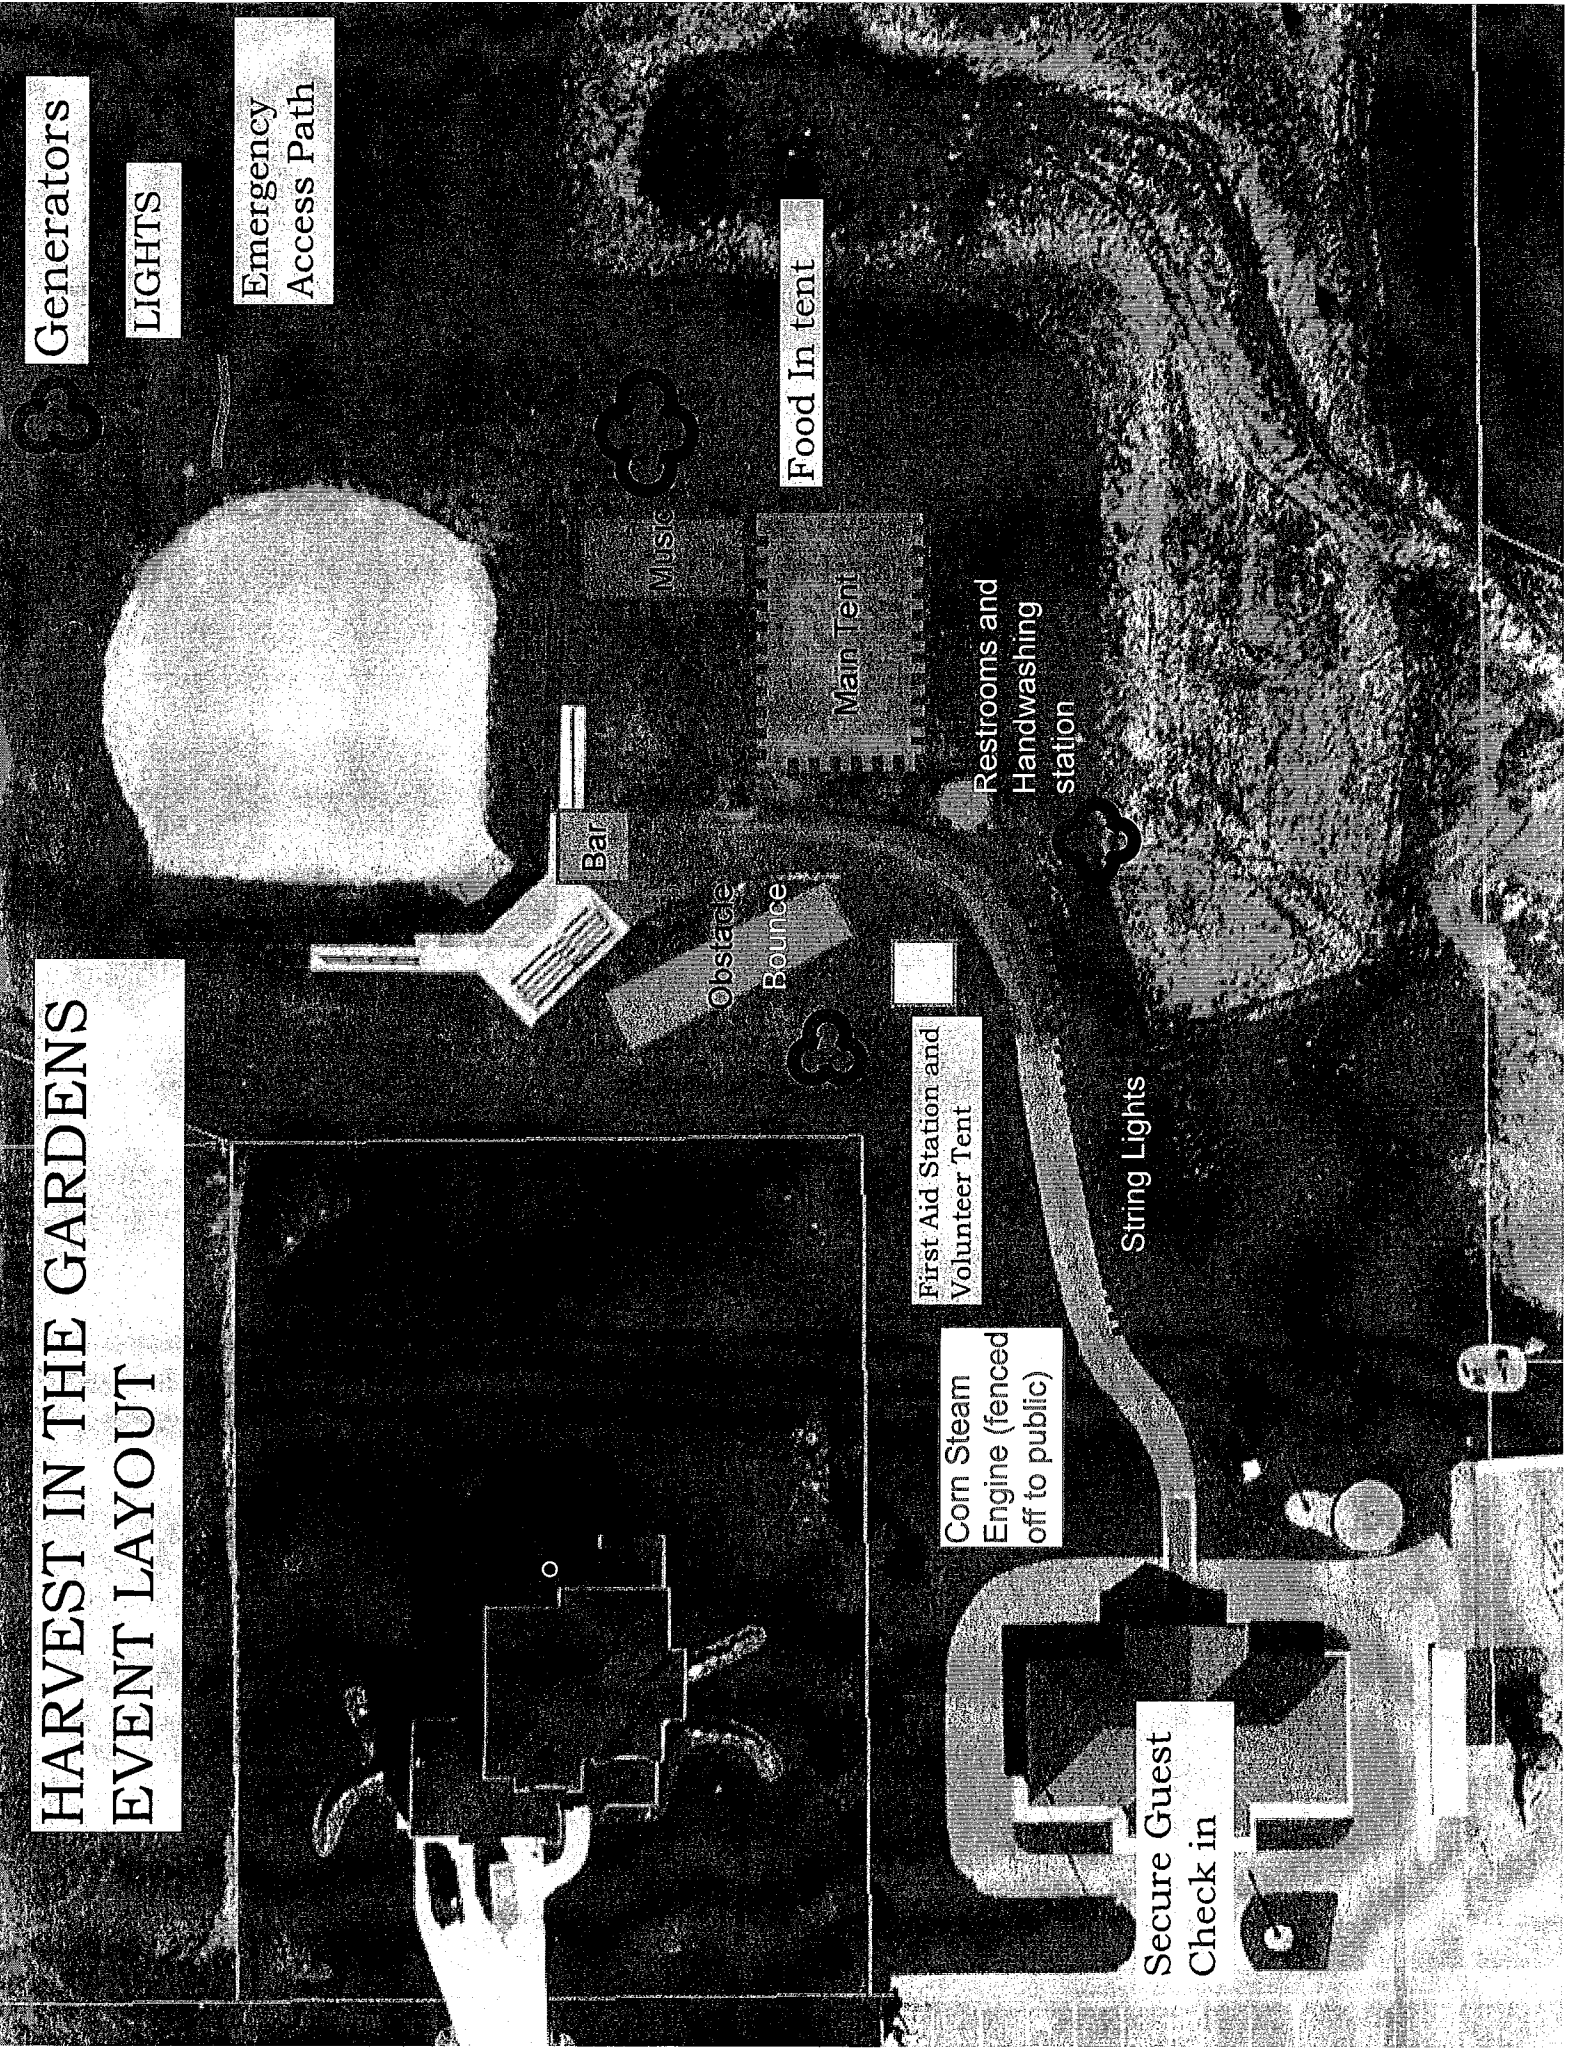 HARVEST IN THE GARDENS
EVENT LAYOUT
Generators
LIGHTS
Emergency
Access Path
Bar
Music
Obstacle
Bounce
Main Tent
Food In tent
First Aid Station and
Volunteer Tent
Restrooms and
Handwashing
station
Corn Steam
Engine (fenced
off to public)
String Lights
Secure Guest
Check in